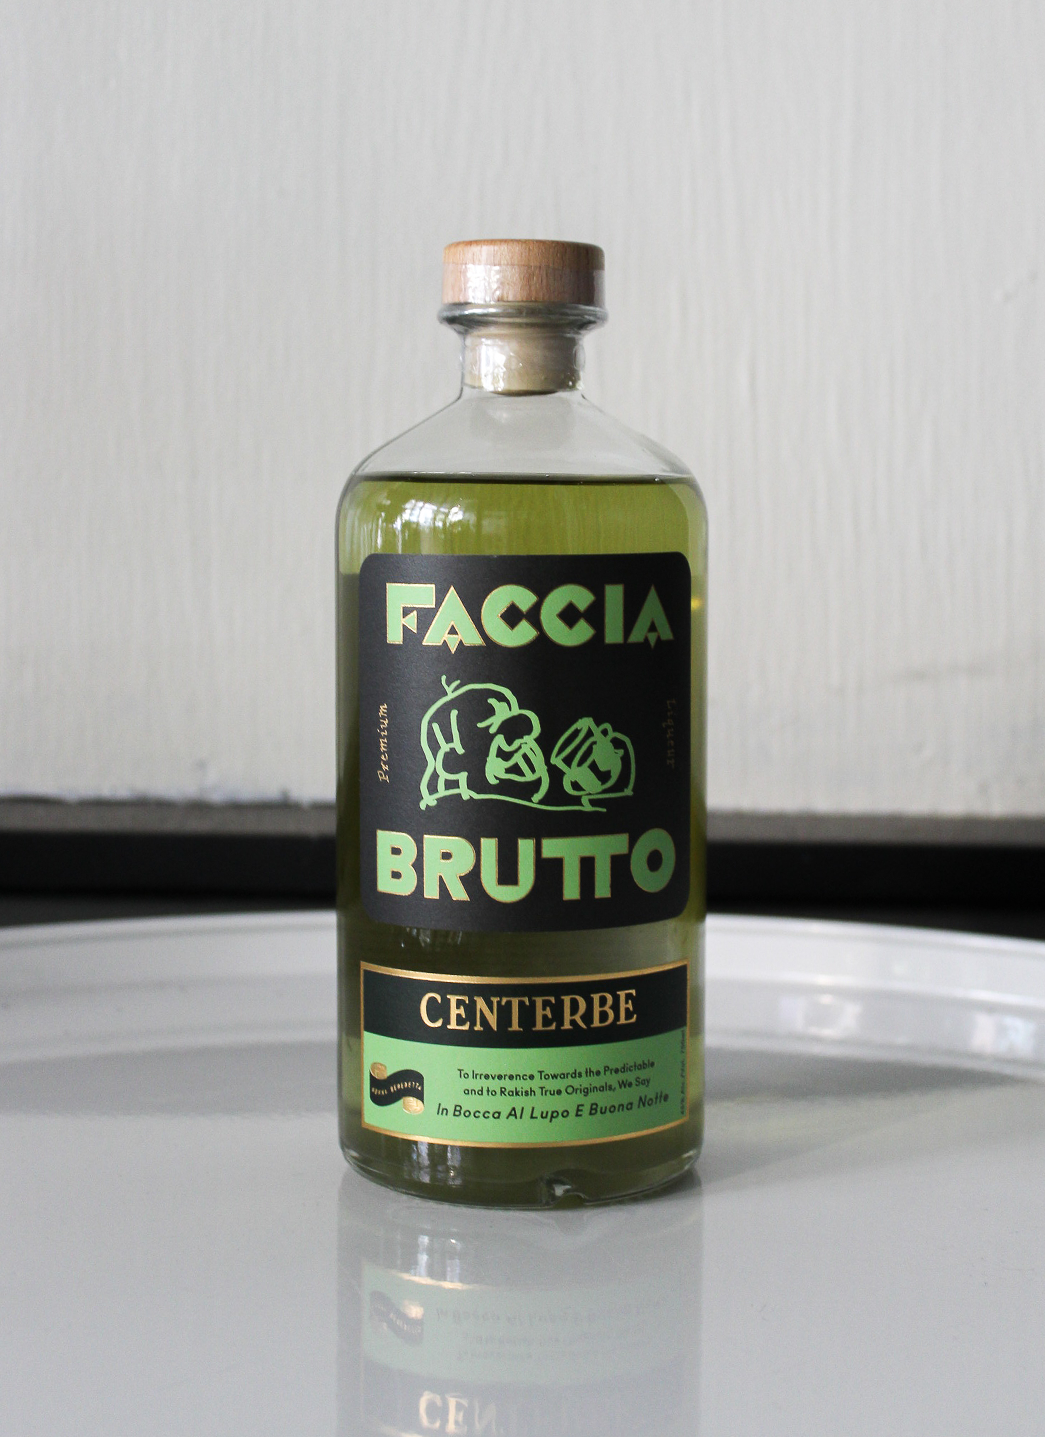 FACCIA
Premium
Liqueur
BRUTTO
CENTERBE
To Irreverence Towards the Predictable
and to Rakish True Originals, We Say
In Bocca Al Lupo E Buona Notte
CEN